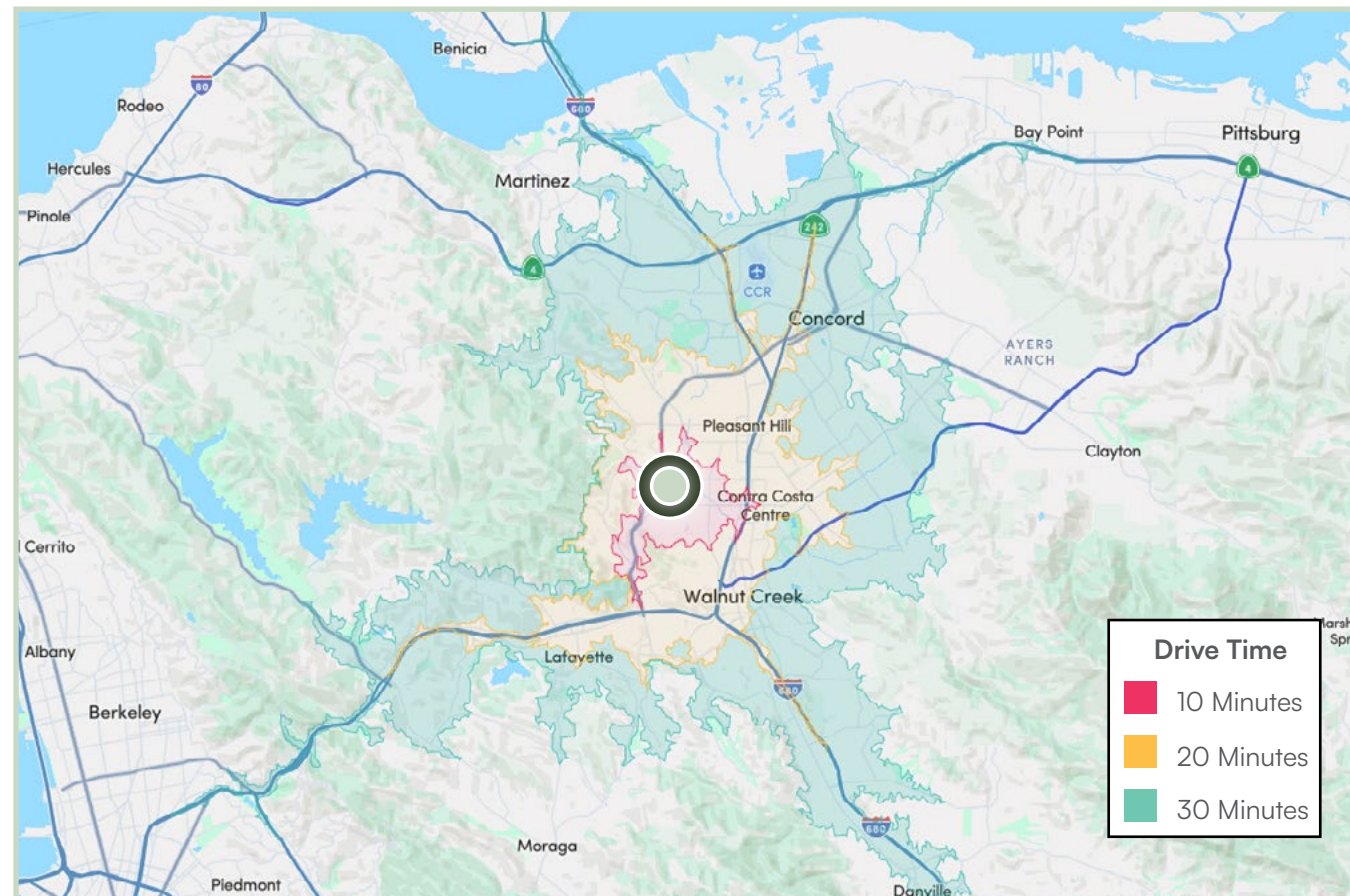 Benicia
80
Rodeo
680
Bay Point
Pittsburg
Hercules
4
Martinez
Pinole
242
4
CCR
Concord
AYERS
RANCH
Pleasant Hill
Clayton
Contra Costa
Centre
l Cerrito
Walnut Creek
Marsh
Spr
Albany
Lafayette
Drive Time
680
10 Minutes
Berkeley
20 Minutes
30 Minutes
680
Moraga
Piedmont
Danville